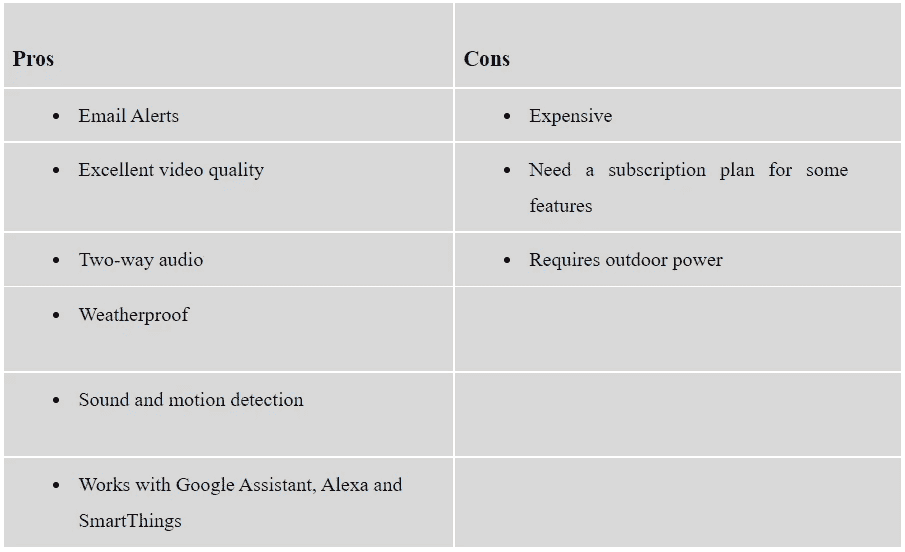 Pros
Cons
• Email Alerts
• Expensive
• Excellent video quality
• Need a subscription plan for some
features
• Two-way audio
• Requires outdoor power
• Weatherproof
• Sound and motion detection
• Works with Google Assistant, Alexa and
SmartThings